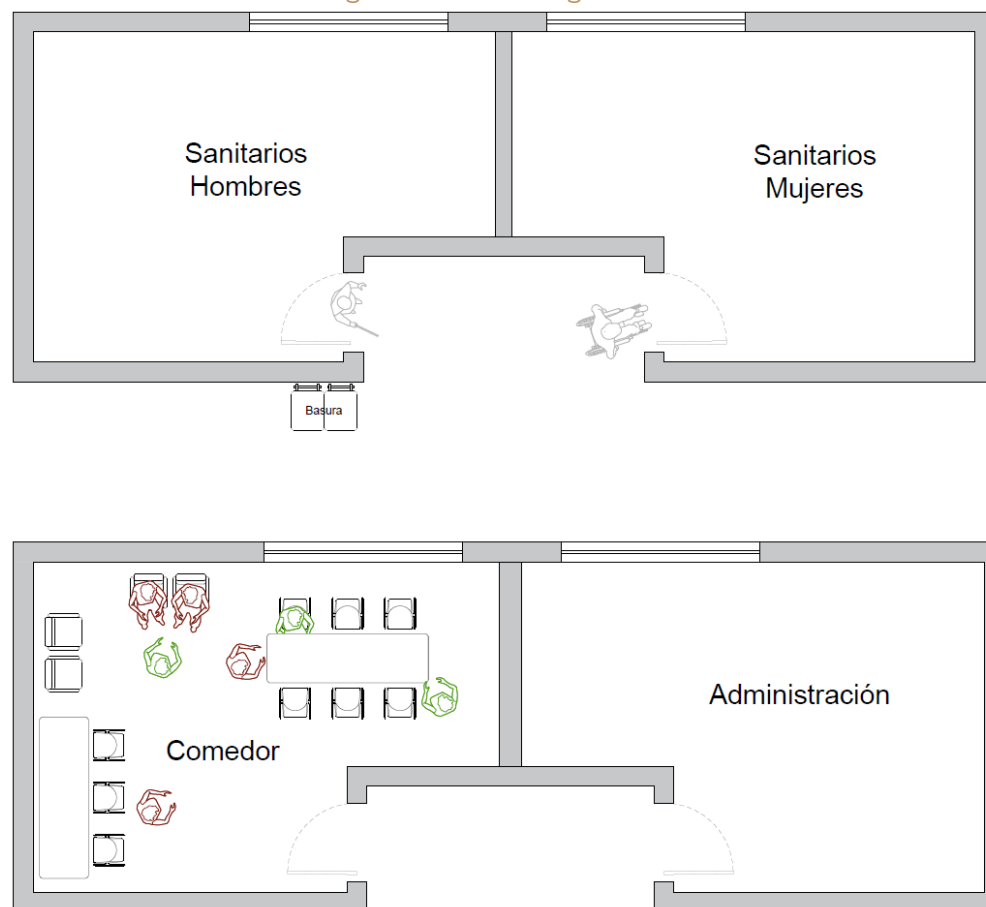 Sanitarios
Hombres
Sanitarios
Mujeres
Basura
Comedor
Administración